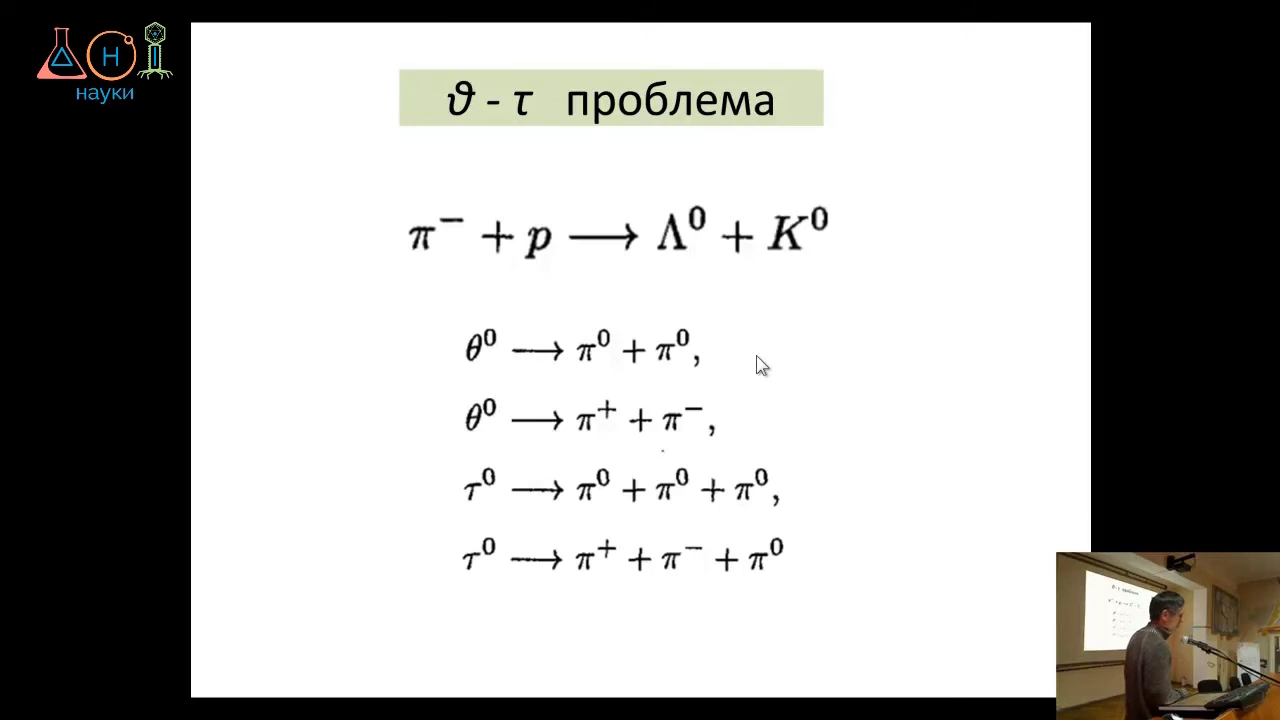 Д Н І
науки
ϑ - τ проблема
π⁻ + p ⟶ Λ⁰ + K⁰
θ⁰ ⟶ π⁰ + π⁰,
θ⁰ ⟶ π⁺ + π⁻,
τ⁰ ⟶ π⁰ + π⁰ + π⁰,
τ⁰ ⟶ π⁺ + π⁻ + π⁰